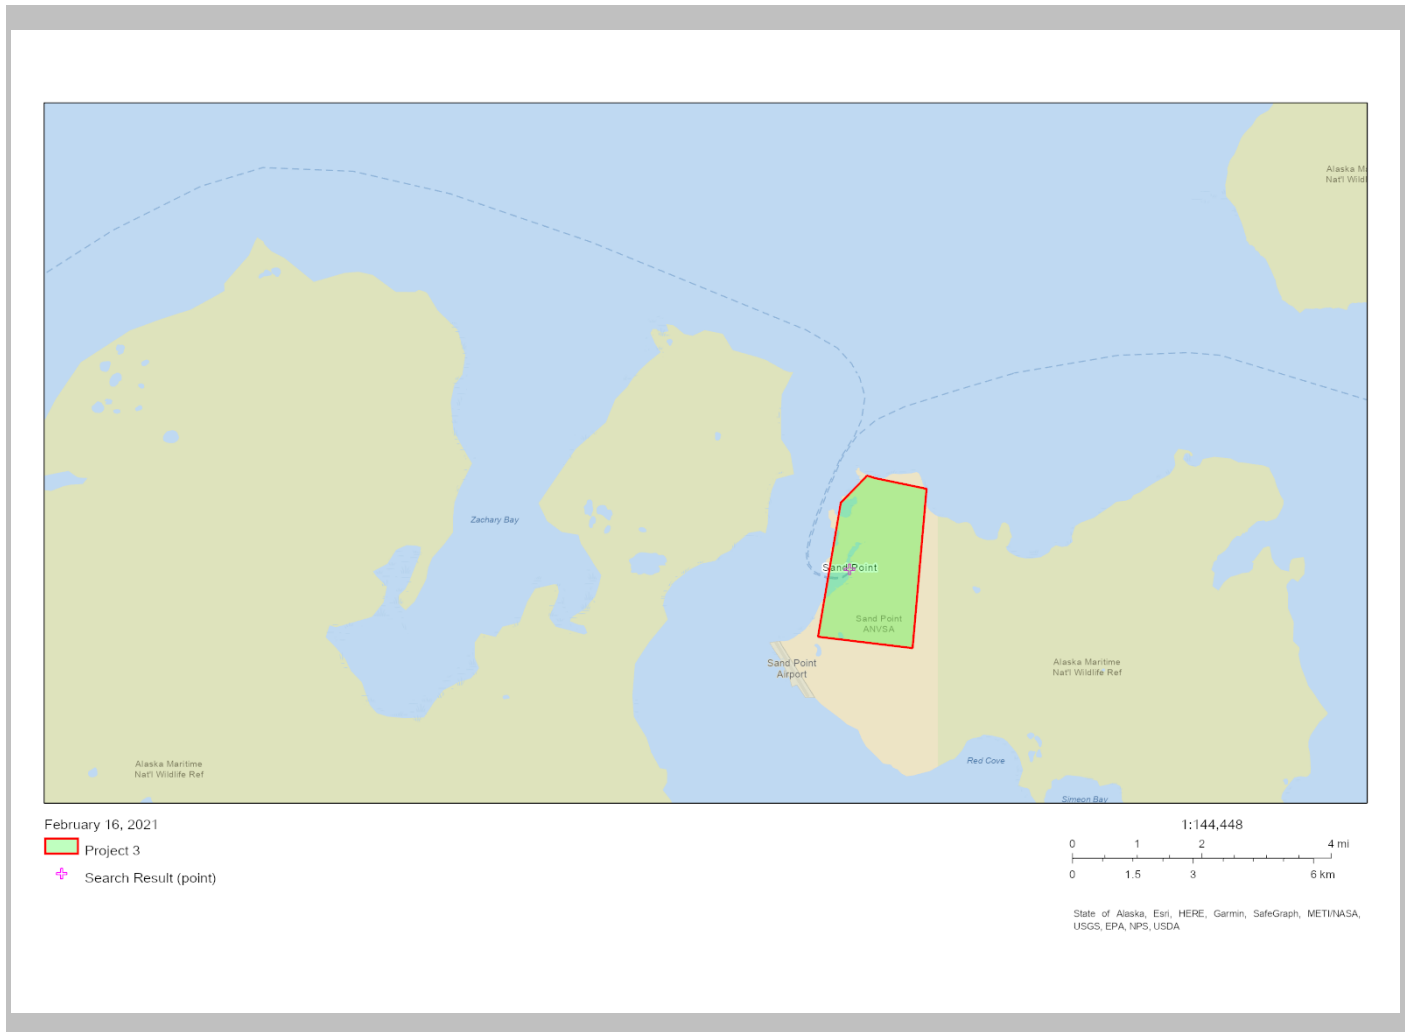 Alaska Ma
Nat'l Wildl
Zachary Bay
Sand Point
Sand Point
ANVSA
Sand Point
Airport
Alaska Maritime
Nat'l Wildlife Ref
Alaska Maritime
Nat'l Wildlife Ref
Red Cove
Simeon Bay
February 16, 2021
Project 3
Search Result (point)
1:144,448
0 1 2 4 mi
0 1.5 3 6 km
State of Alaska, Esri, HERE, Garmin, SafeGraph, METI/NASA,
USGS, EPA, NPS, USDA